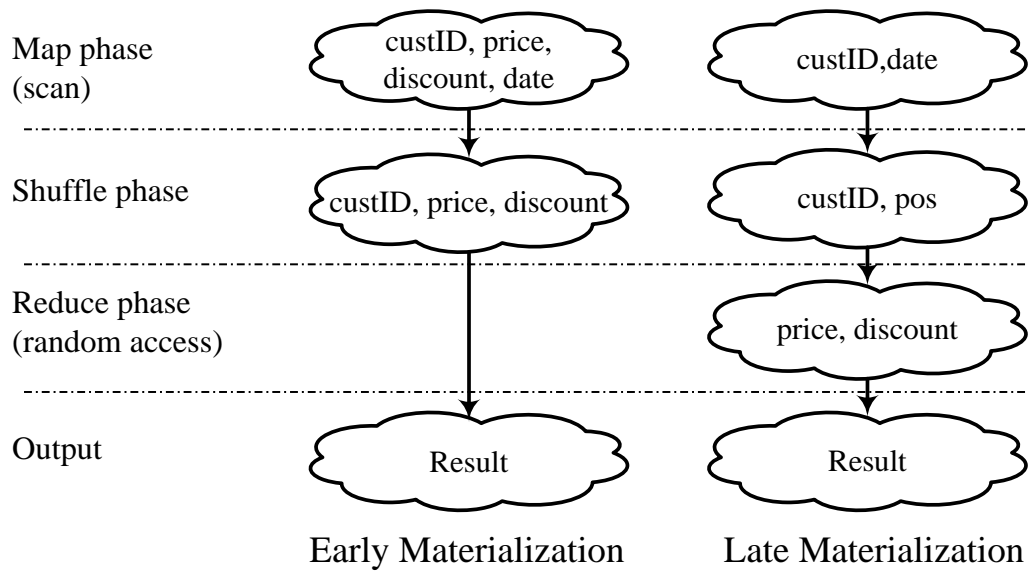 Map phase
(scan)
custID, price,
discount, date
custID,date
Shuffle phase
custID, price, discount
custID, pos
Reduce phase
(random access)
price, discount
Output
Result
Result
Early Materialization
Late Materialization